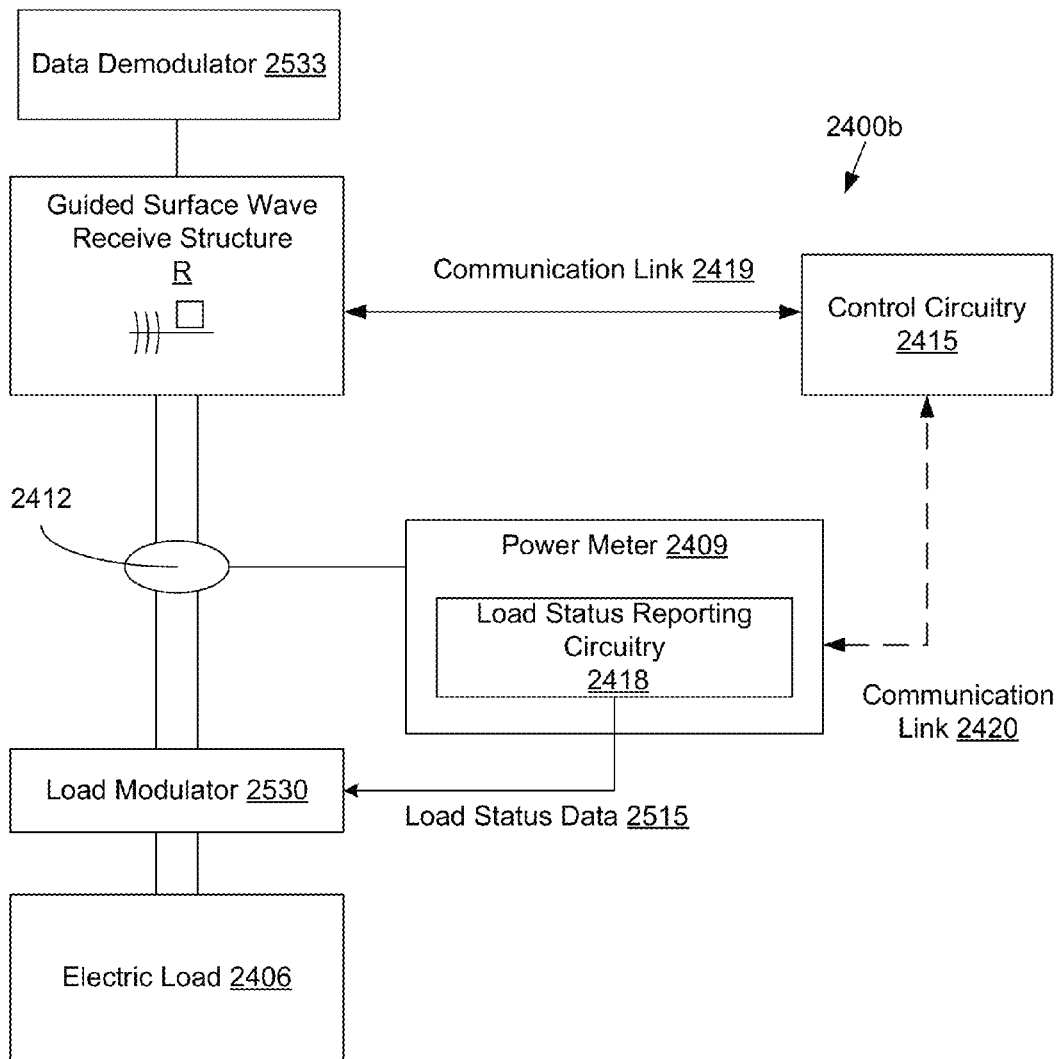 Data Demodulator 2533
2400b
Guided Surface Wave
Receive Structure
R
Communication Link 2419
Control Circuitry
2415
2412
Power Meter 2409
Load Status Reporting
Circuitry
2418
Communication
Link 2420
Load Modulator 2530
Load Status Data 2515
Electric Load 2406